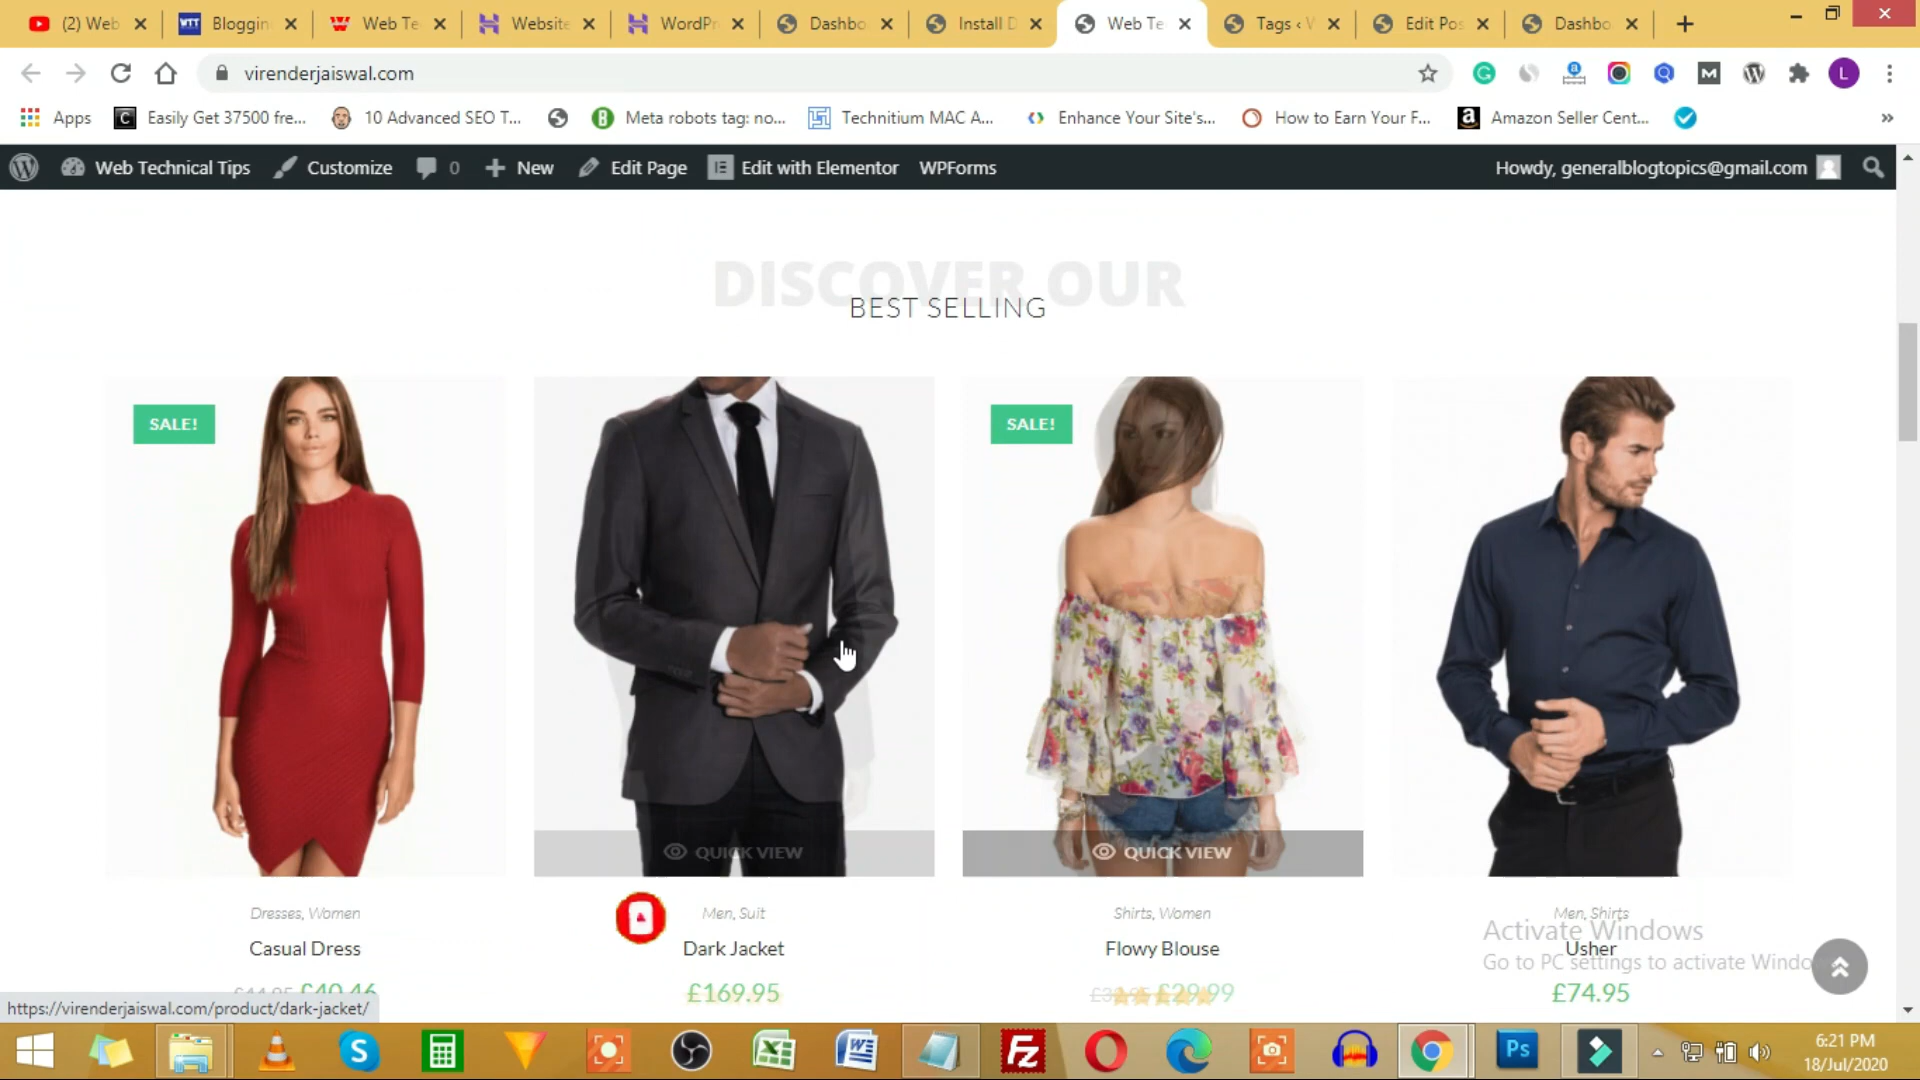 (2) Web
Bloggin
Web Te
Website
WordPr
Dashbo
Install D
Web Te
Tags ‹ W
Edit Pos
Dashbo
virenderjaiswal.com
Apps
Easily Get 37500 fre...
10 Advanced SEO T...
Meta robots tag: no...
Technitium MAC A...
Enhance Your Site's...
How to Earn Your F...
Amazon Seller Cent...
»
Web Technical Tips
Customize
0
New
Edit Page
Edit with Elementor
WPForms
Howdy, generalblogtopics@gmail.com
DISCOVER OUR
BEST SELLING
SALE!
SALE!
QUICK VIEW
QUICK VIEW
Dresses, Women
Men, Suit
Shirts, Women
Men, Shirts
Casual Dress
Dark Jacket
Flowy Blouse
Usher
£40.46
£169.95
£29.99
£74.95
Activate Windows
Go to PC settings to activate Windo
https://virenderjaiswal.com/product/dark-jacket/
6:21 PM
18/Jul/2020